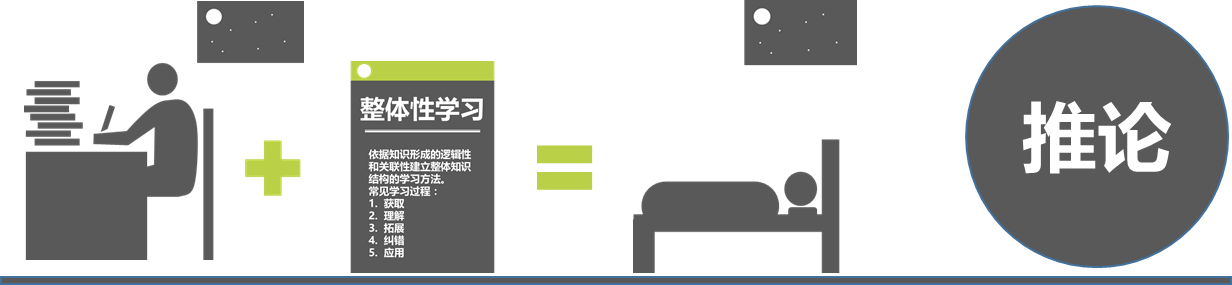 整体性学习
依据知识形成的逻辑性
和关联性建立整体知识
结构的学习方法。
常见学习过程：
1. 获取
2. 理解
3. 拓展
4. 纠错
5. 应用
推论